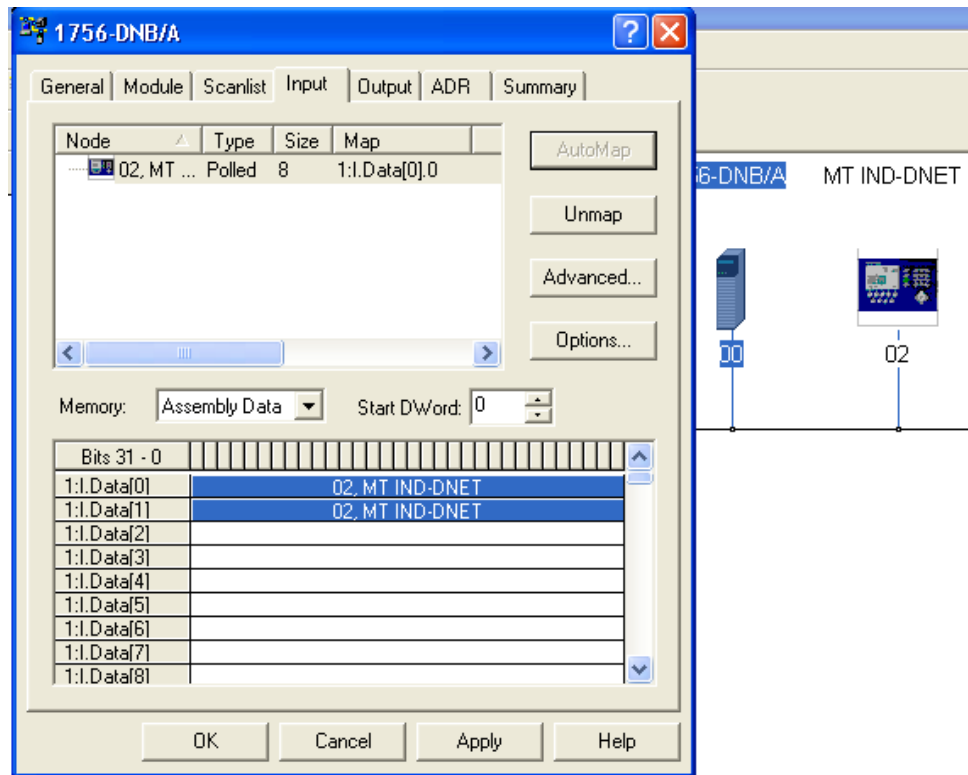 1756-DNB/A
General Module Scanlist Input Output ADR Summary
Node Type Size Map
02, MT ... Polled 8 1:I.Data[0].0
AutoMap
Unmap
Advanced...
Options...
Memory: Assembly Data Start DWord: 0
Bits 31 - 0
1:I.Data[0] 02, MT IND-DNET
1:I.Data[1] 02, MT IND-DNET
1:I.Data[2]
1:I.Data[3]
1:I.Data[4]
1:I.Data[5]
1:I.Data[6]
1:I.Data[7]
1:I.Data[8]
OK Cancel Apply Help
56-DNB/A MT IND-DNET
00 02